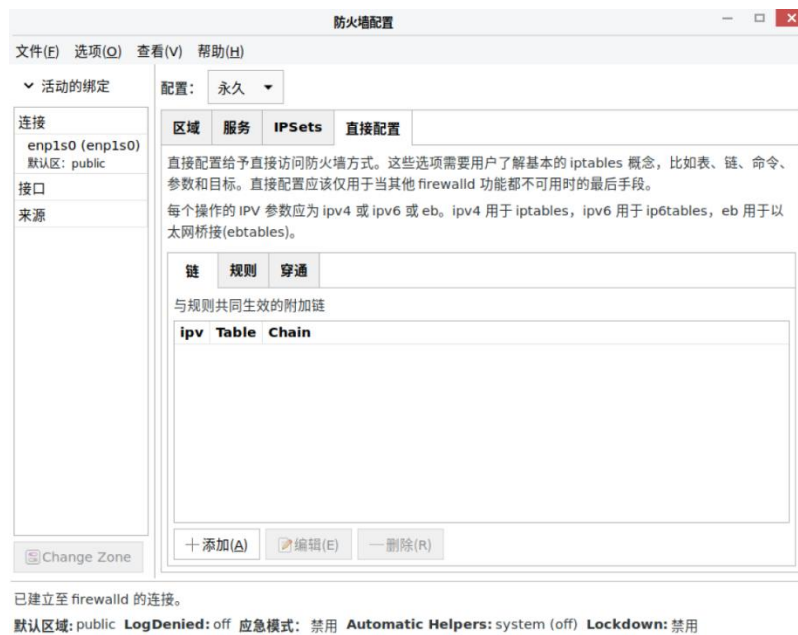 防火墙配置
文件(F) 选项(O) 查看(V) 帮助(H)
活动的绑定
连接
enp1s0 (enp1s0)
默认区: public
接口
来源
Change Zone
配置: 永久
区域 服务 IPSets 直接配置
直接配置给予直接访问防火墙方式。这些选项需要用户了解基本的 iptables 概念，比如表、链、命令、
参数和目标。直接配置应该仅用于当其他 firewalld 功能都不可用时的最后手段。
每个操作的 IPV 参数应为 ipv4 或 ipv6 或 eb。ipv4 用于 iptables，ipv6 用于 ip6tables，eb 用于以
太网桥接(ebtables)。
链 规则 穿通
与规则共同生效的附加链
ipv Table Chain
添加(A) 编辑(E) 删除(R)
已建立至 firewalld 的连接。
默认区域: public LogDenied: off 应急模式: 禁用 Automatic Helpers: system (off) Lockdown: 禁用